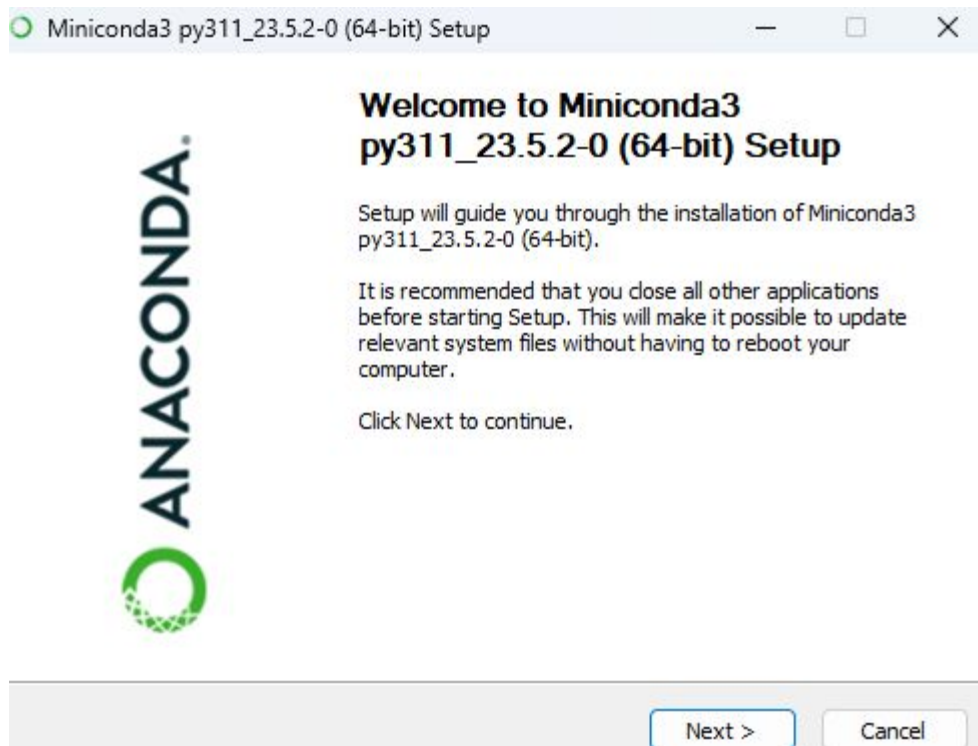 Miniconda3 py311_23.5.2-0 (64-bit) Setup
Welcome to Miniconda3
py311_23.5.2-0 (64-bit) Setup
Setup will guide you through the installation of Miniconda3
py311_23.5.2-0 (64-bit).
It is recommended that you close all other applications
before starting Setup. This will make it possible to update
relevant system files without having to reboot your
computer.
Click Next to continue.
ANACONDA.
Next >
Cancel